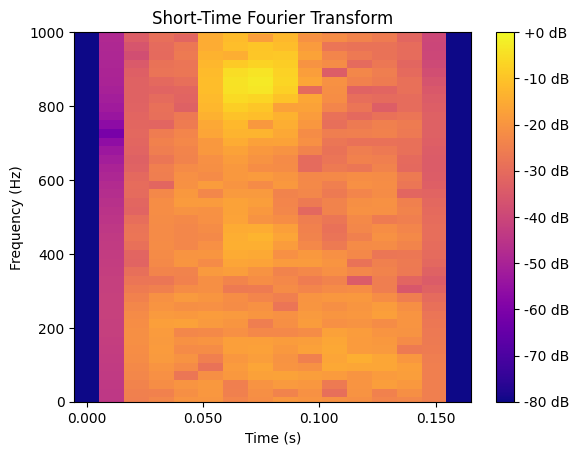 Short-Time Fourier Transform
1000
800
600
400
200
0
Frequency (Hz)
0.000
0.050
0.100
0.150
Time (s)
+0 dB
-10 dB
-20 dB
-30 dB
-40 dB
-50 dB
-60 dB
-70 dB
-80 dB